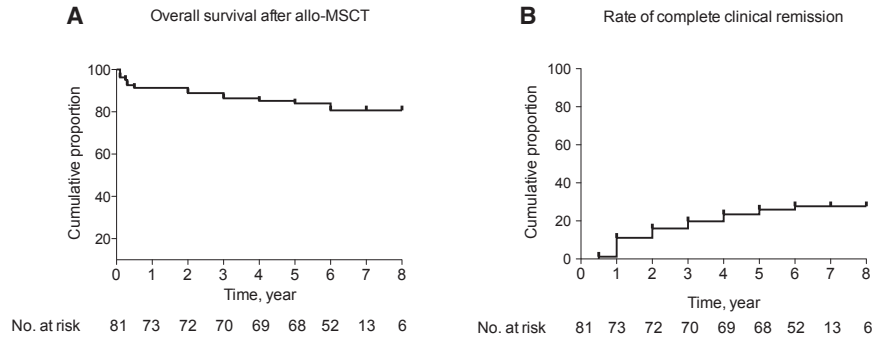 A Overall survival after allo-MSCT
100
80
60
40
20
Cumulative proportion
0 1 2 3 4 5 6 7 8
Time, year
No. at risk 81 73 72 70 69 68 52 13 6
B Rate of complete clinical remission
100
80
60
40
20
0
Cumulative proportion
0 1 2 3 4 5 6 7 8
Time, year
No. at risk 81 73 72 70 69 68 52 13 6